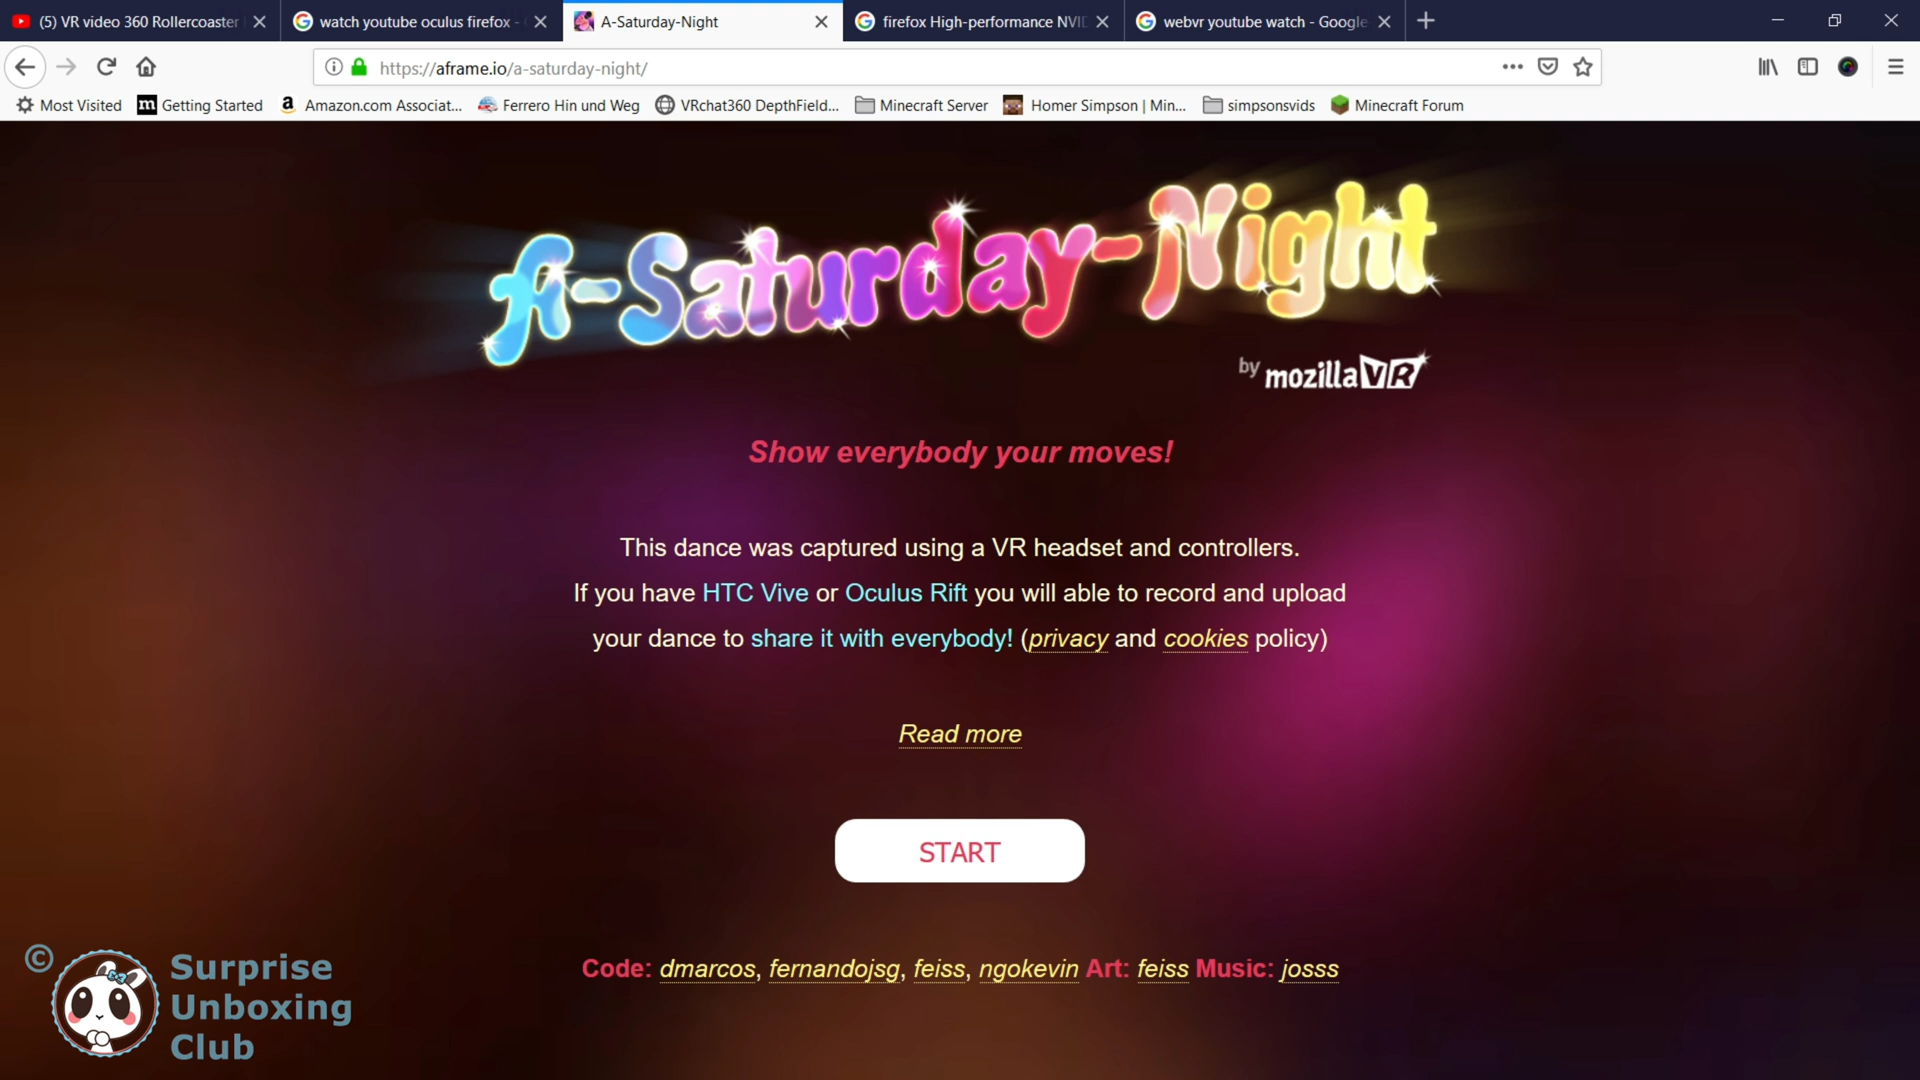 (5) VR video 360 Rollercoaster
watch youtube oculus firefox -
A-Saturday-Night
firefox High-performance NVID
webvr youtube watch - Google
https://aframe.io/a-saturday-night/
Most Visited
m Getting Started
a Amazon.com Associat...
Ferrero Hin und Weg
VRchat360 DepthField...
Minecraft Server
Homer Simpson | Min...
simpsonsvids
Minecraft Forum
A-Saturday-Night
by mozilla VR
Show everybody your moves!
This dance was captured using a VR headset and controllers.
If you have HTC Vive or Oculus Rift you will able to record and upload
your dance to share it with everybody! (privacy and cookies policy)
Read more
START
Code: dmarcos, fernandojsg, feiss, ngokevin Art: feiss Music: josss
© Surprise
Unboxing
Club